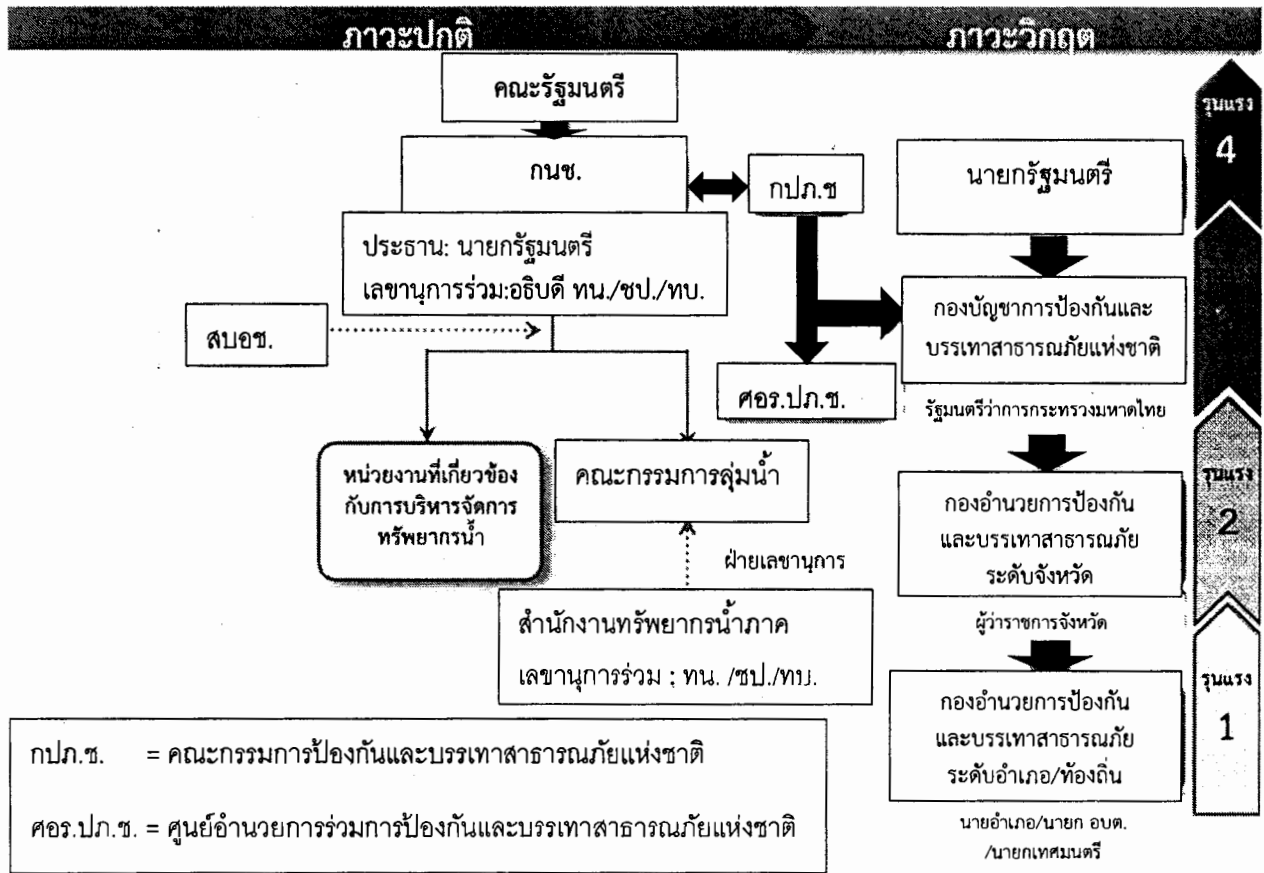 ภาวะปกติ
ภาวะวิกฤต
คณะรัฐมนตรี
กนช.
กปภ.ช
ประธาน: นายกรัฐมนตรี
เลขานุการร่วม:อธิบดี ทน./ชป./ทบ.
สบอช.
ศอร.ปภ.ช.
หน่วยงานที่เกี่ยวข้อง
กับการบริหารจัดการ
ทรัพยากรน้ำ
คณะกรรมการลุ่มน้ำ
ฝ่ายเลขานุการ
สำนักงานทรัพยากรน้ำภาค
เลขานุการร่วม : ทน. /ชป./ทบ.
นายกรัฐมนตรี
กองบัญชาการป้องกันและ
บรรเทาสาธารณภัยแห่งชาติ
รัฐมนตรีว่าการกระทรวงมหาดไทย
กองอำนวยการป้องกัน
และบรรเทาสาธารณภัย
ระดับจังหวัด
ผู้ว่าราชการจังหวัด
กองอำนวยการป้องกัน
และบรรเทาสาธารณภัย
ระดับอำเภอ/ท้องถิ่น
นายอำเภอ/นายก อบต.
/นายกเทศมนตรี
รุนแรง
4
รุนแรง
2
รุนแรง
1
กปภ.ช. = คณะกรรมการป้องกันและบรรเทาสาธารณภัยแห่งชาติ
ศอร.ปภ.ช. = ศูนย์อำนวยการร่วมการป้องกันและบรรเทาสาธารณภัยแห่งชาติ